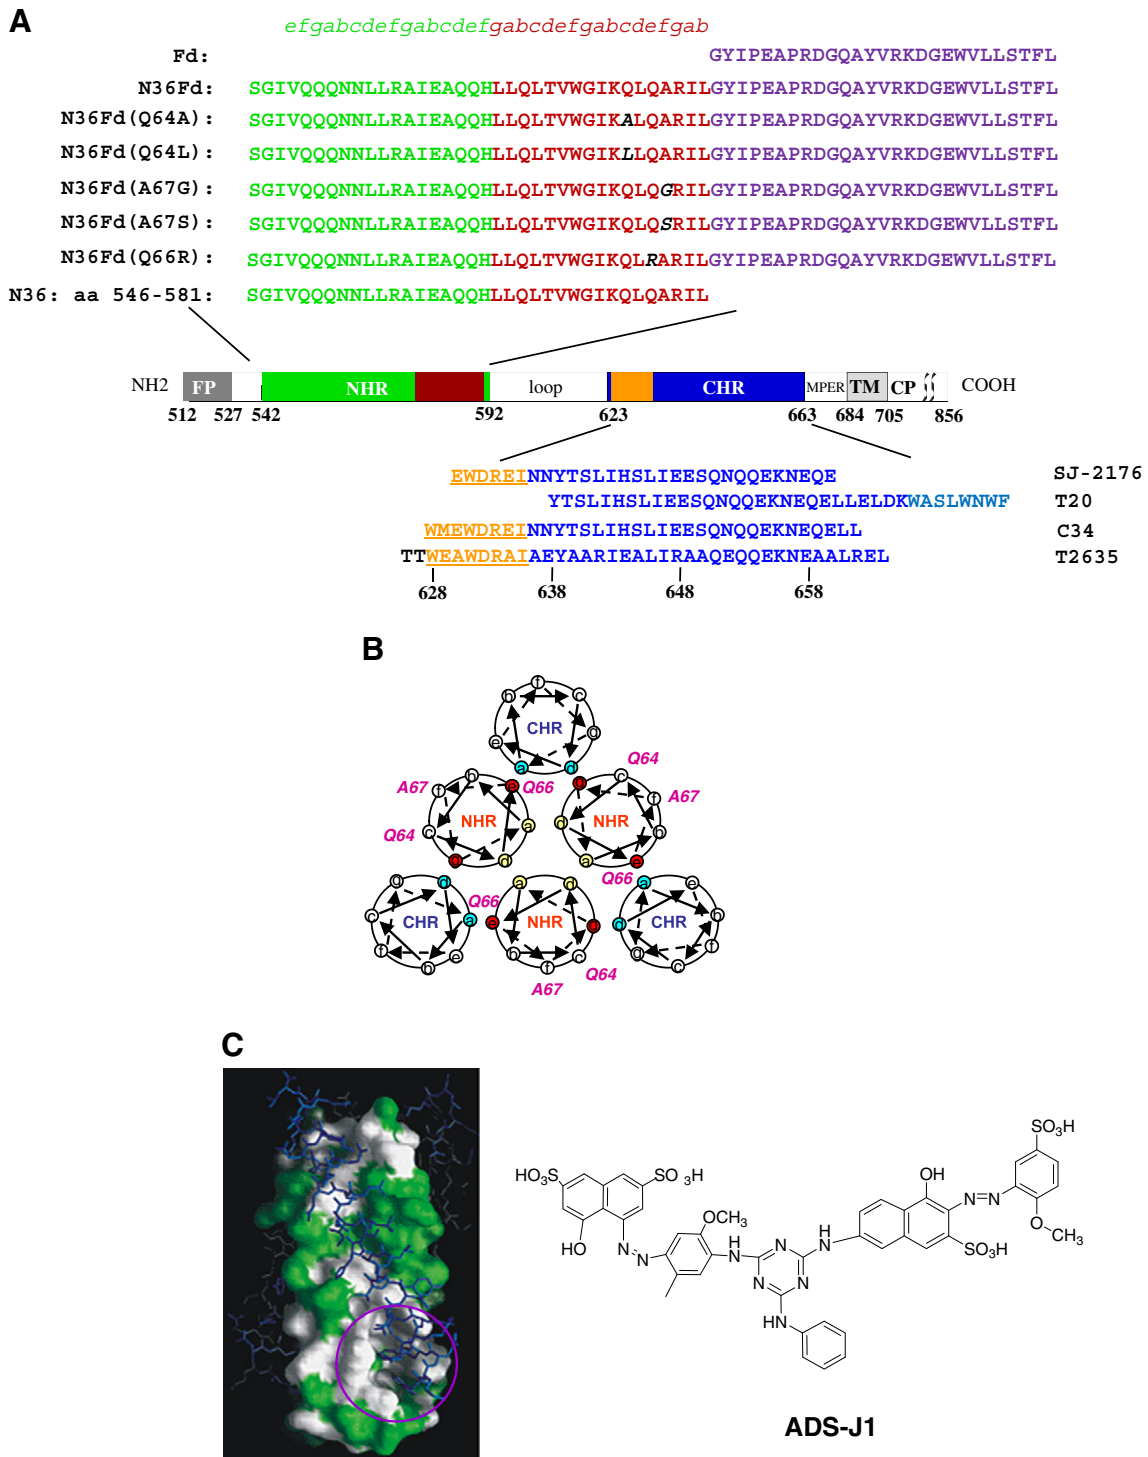 A
efgabcdefgabcdefgabcdefgabcdefgab
Fd: GYIPEAPRDGQAYVRKDGEWVLLSTFL
N36Fd: SGIVQQQNNLLRAIEAQQHLLQLTVWGIKQLQARILGYIPEAPRDGQAYVRKDGEWVLLSTFL
N36Fd(Q64A): SGIVQQQNNLLRAIEAQQHLLQLTVWGIKALQARILGYIPEAPRDGQAYVRKDGEWVLLSTFL
N36Fd(Q64L): SGIVQQQNNLLRAIEAQQHLLQLTVWGIKLLQARILGYIPEAPRDGQAYVRKDGEWVLLSTFL
N36Fd(A67G): SGIVQQQNNLLRAIEAQQHLLQLTVWGIKQLQGRILGYIPEAPRDGQAYVRKDGEWVLLSTFL
N36Fd(A67S): SGIVQQQNNLLRAIEAQQHLLQLTVWGIKQLQSRILGYIPEAPRDGQAYVRKDGEWVLLSTFL
N36Fd(Q66R): SGIVQQQNNLLRAIEAQQHLLQLTVWGIKQLRARILGYIPEAPRDGQAYVRKDGEWVLLSTFL
N36: aa 546-581: SGIVQQQNNLLRAIEAQQHLLQLTVWGIKQLQARIL
NH2 FP NHR loop CHR MPER TM CP COOH
512 527 542 592 623 663 684 705 856
EWDREINNYTSLIHSLIEESQNQQEKNEQE SJ-2176
YTSLIHSLIEESQNQQEKNEQELLELDKWASLWNWF T20
WMEWDREINNYTSLIHSLIEESQNQQEKNEQELL C34
TTWEAWDRAIAEYAARIEALIRAAQEQQEKNEAALREL T2635
628 638 648 658
B
f
b c
CHR
e g
a d
Q64
b e Q66 g c
A67 f f A67
NHR a d NHR
Q64 c b
g d a e
Q66
g d Q66 a d a e
c CHR a e NHR g d CHR b
f b e b f c g c f
Q64
A67
C
SO3H
HO3S SO3H OH
N=N
OCH3 H H O CH3
HO N N N N N SO3H
N N N
HN
ADS-J1